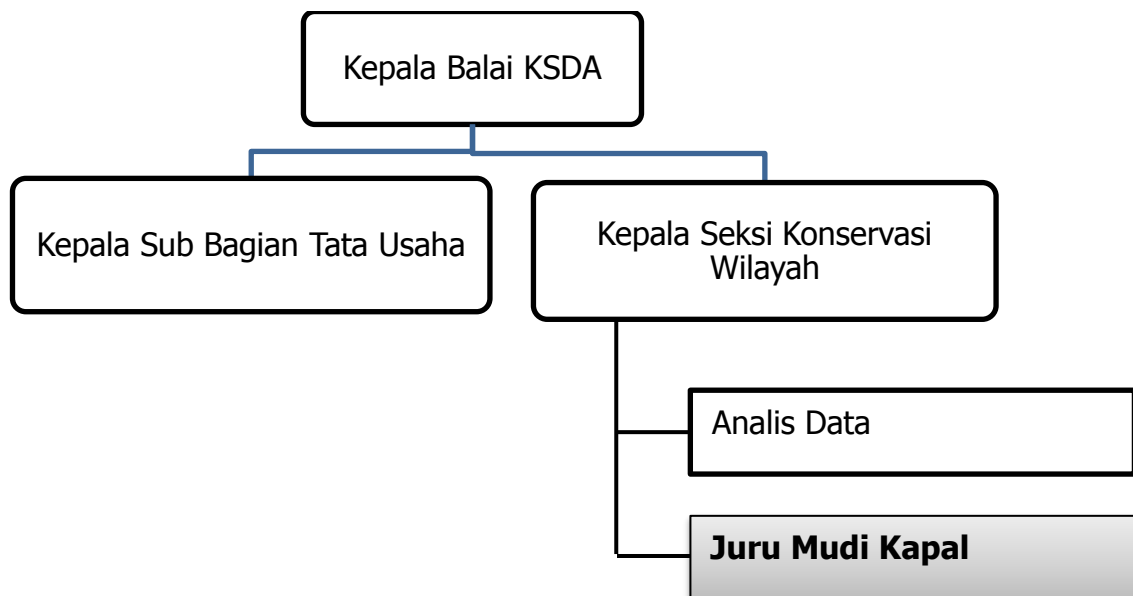 Kepala Balai KSDA
Kepala Sub Bagian Tata Usaha
Kepala Seksi Konservasi
Wilayah
Analis Data
Juru Mudi Kapal